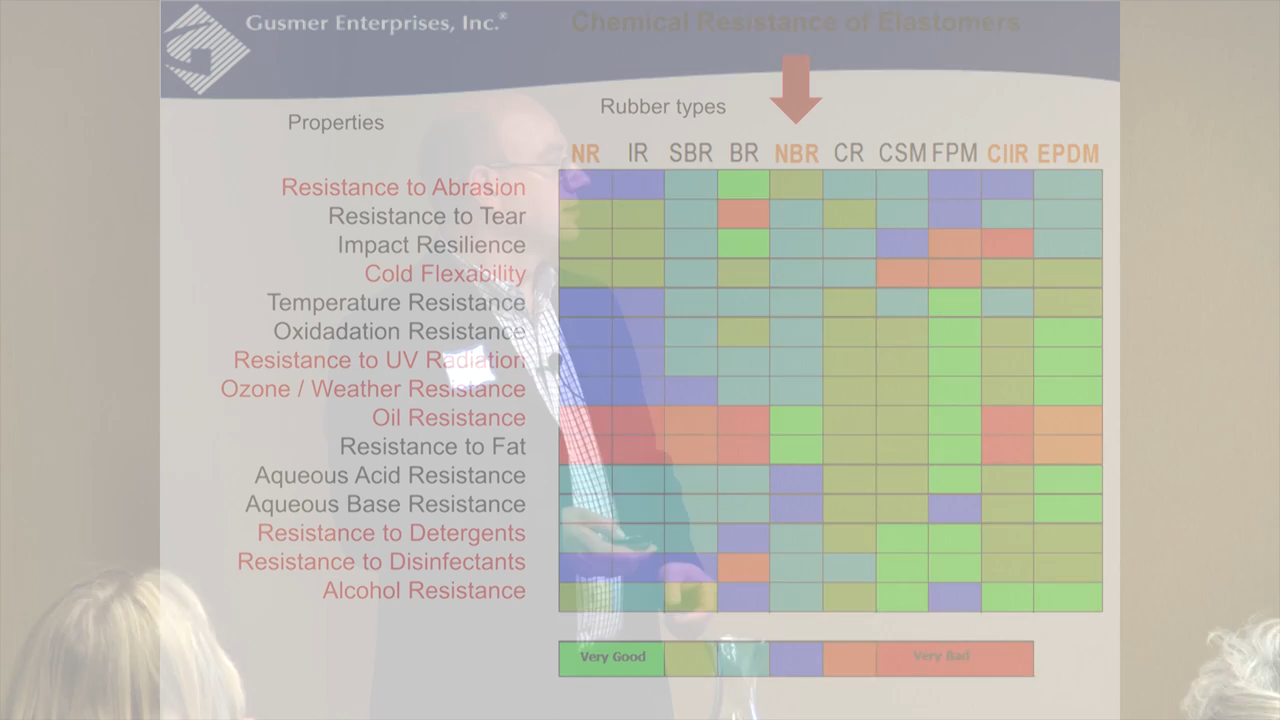 Gusmer Enterprises, Inc.®
Chemical Resistance of Elastomers
Rubber types
Properties
NR IR SBR BR NBR CR CSM FPM CIIR EPDM
Resistance to Abrasion
Resistance to Tear
Impact Resilience
Cold Flexability
Temperature Resistance
Oxidadation Resistance
Resistance to UV Radiation
Ozone / Weather Resistance
Oil Resistance
Resistance to Fat
Aqueous Acid Resistance
Aqueous Base Resistance
Resistance to Detergents
Resistance to Disinfectants
Alcohol Resistance
Very Good Very Bad